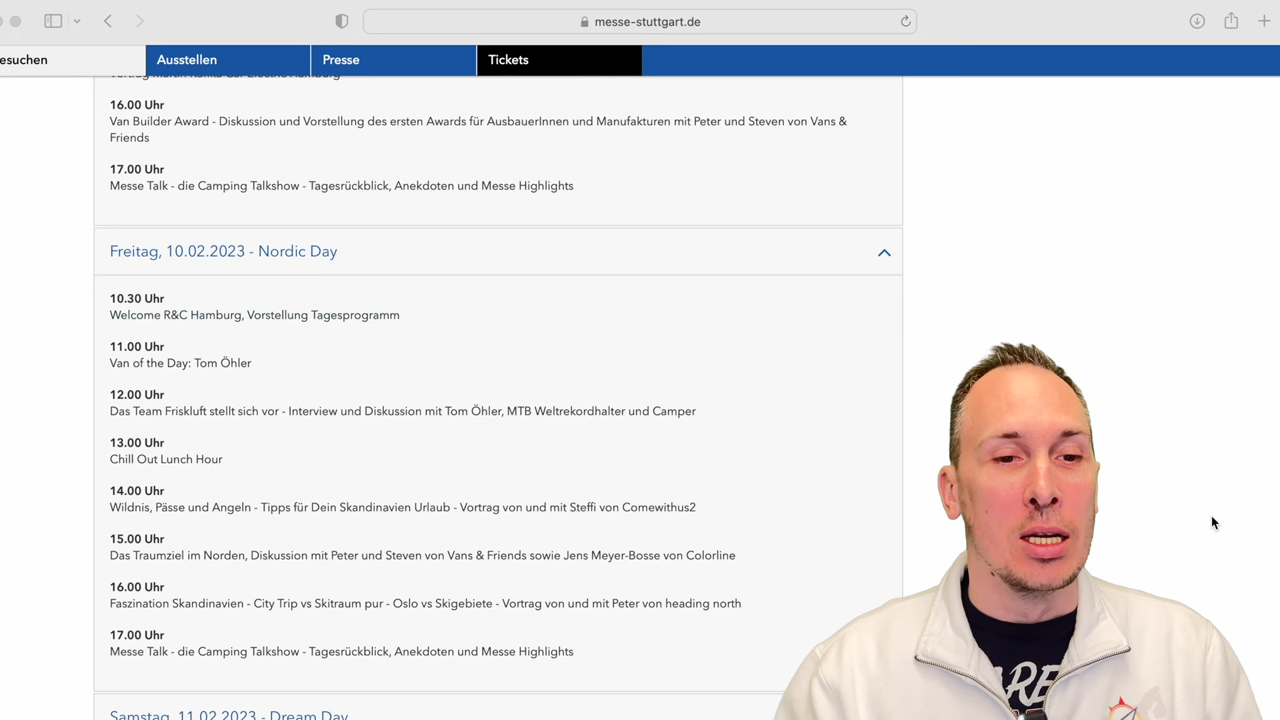 messe-stuttgart.de
esuchen
Ausstellen
Presse
Tickets
16.00 Uhr
Van Builder Award - Diskussion und Vorstellung des ersten Awards für AusbauerInnen und Manufakturen mit Peter und Steven von Vans &
Friends
17.00 Uhr
Messe Talk - die Camping Talkshow - Tagesrückblick, Anekdoten und Messe Highlights
Freitag, 10.02.2023 - Nordic Day
10.30 Uhr
Welcome R&C Hamburg, Vorstellung Tagesprogramm
11.00 Uhr
Van of the Day: Tom Öhler
12.00 Uhr
Das Team Friskluft stellt sich vor - Interview und Diskussion mit Tom Öhler, MTB Weltrekordhalter und Camper
13.00 Uhr
Chill Out Lunch Hour
14.00 Uhr
Wildnis, Pässe und Angeln - Tipps für Dein Skandinavien Urlaub - Vortrag von und mit Steffi von Comewithus2
15.00 Uhr
Das Traumziel im Norden, Diskussion mit Peter und Steven von Vans & Friends sowie Jens Meyer-Bosse von Colorline
16.00 Uhr
Faszination Skandinavien - City Trip vs Skitraum pur - Oslo vs Skigebiete - Vortrag von und mit Peter von heading north
17.00 Uhr
Messe Talk - die Camping Talkshow - Tagesrückblick, Anekdoten und Messe Highlights
Samstag, 11.02.2023 - Dream Day